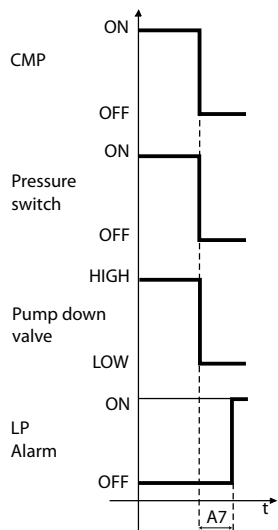 ON
CMP
OFF
ON
Pressure
switch
OFF
HIGH
Pump down
valve
LOW
ON
LP
Alarm
OFF
A7
t